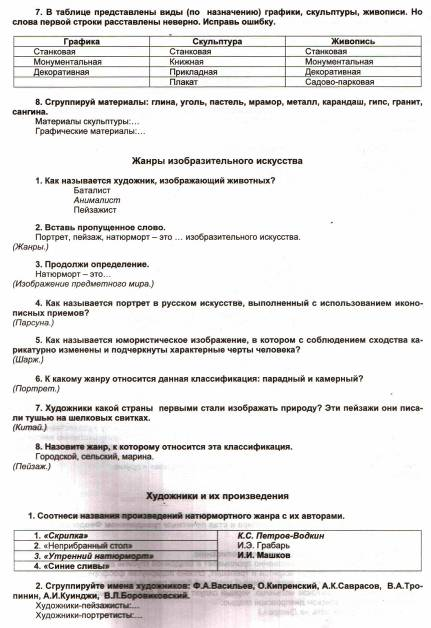 7. В таблице представлены виды (по назначению) графики, скульптуры, живописи. Но
слова первой строки расставлены неверно. Исправь ошибку.
Графика Скульптура Живопись
Станковая Станковая Станковая
Монументальная Книжная Монументальная
Декоративная Прикладная Декоративная
Плакат Садово-парковая
8. Сгруппируй материалы: глина, уголь, пастель, мрамор, металл, карандаш, гипс, гранит,
сангина.
Материалы скульптуры:...
Графические материалы:...
Жанры изобразительного искусства
1. Как называется художник, изображающий животных?
Баталист
Анималист
Пейзажист
2. Вставь пропущенное слово.
Портрет, пейзаж, натюрморт – это ... изобразительного искусства.
(Жанры.)
3. Продолжи определение.
Натюрморт – это...
(Изображение предметного мира.)
4. Как называется портрет в русском искусстве, выполненный с использованием иконо-
писных приемов?
(Парсуна.)
5. Как называется юмористическое изображение, в котором с соблюдением сходства ка-
рикатурно изменены и подчеркнуты характерные черты человека?
(Шарж.)
6. К какому жанру относится данная классификация: парадный и камерный?
(Портрет.)
7. Художники какой страны первыми стали изображать природу? Эти пейзажи они писа-
ли тушью на шелковых свитках.
(Китай.)
8. Назовите жанр, к которому относится эта классификация.
Городской, сельский, марина.
(Пейзаж.)
Художники и их произведения
1. Соотнеси названия произведений натюрмортного жанра с их авторами.
1. «Скрипка» К.С. Петров-Водкин
2. «Неприбранный стол» И.Э. Грабарь
3. «Утренний натюрморт» И.И. Машков
4. «Синие сливы»
2. Сгруппируйте имена художников: Ф.А.Васильев, О.Кипренский, А.К.Саврасов, В.А.Тро-
пинин, А.И.Куинджи, В.Л.Боровиковский.
Художники-пейзажисты:...
Художники-портретисты:...